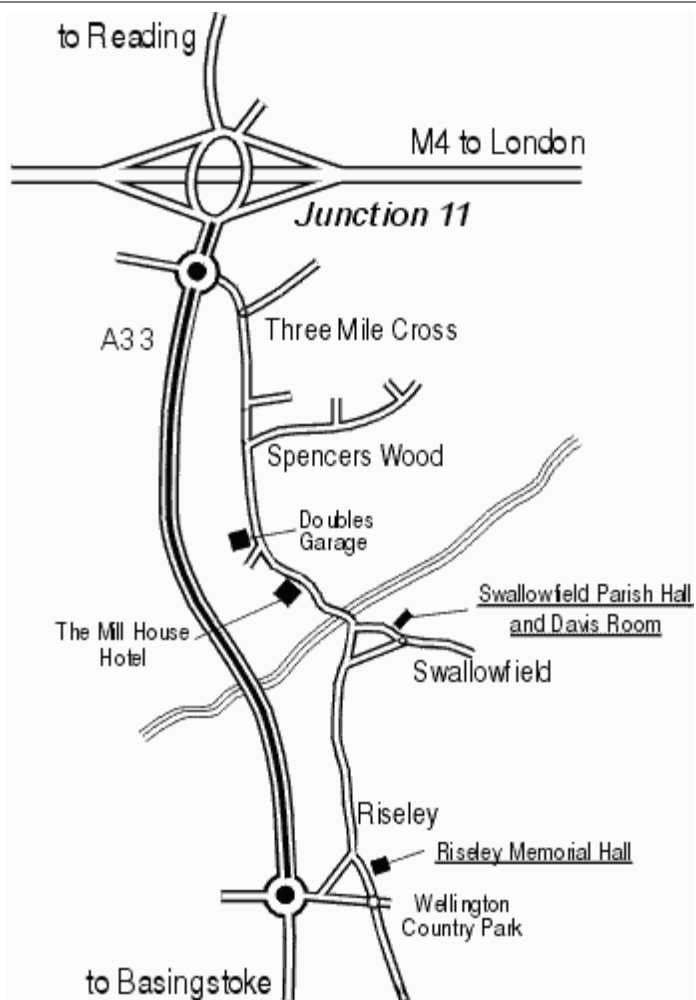 to Reading
M4 to London
Junction 11
A33
Three Mile Cross
Spencers Wood
Doubles
Garage
Swallowfield Parish Hall
and Davis Room
The Mill House
Hotel
Swallowfield
Riseley
Riseley Memorial Hall
Wellington
Country Park
to Basingstoke